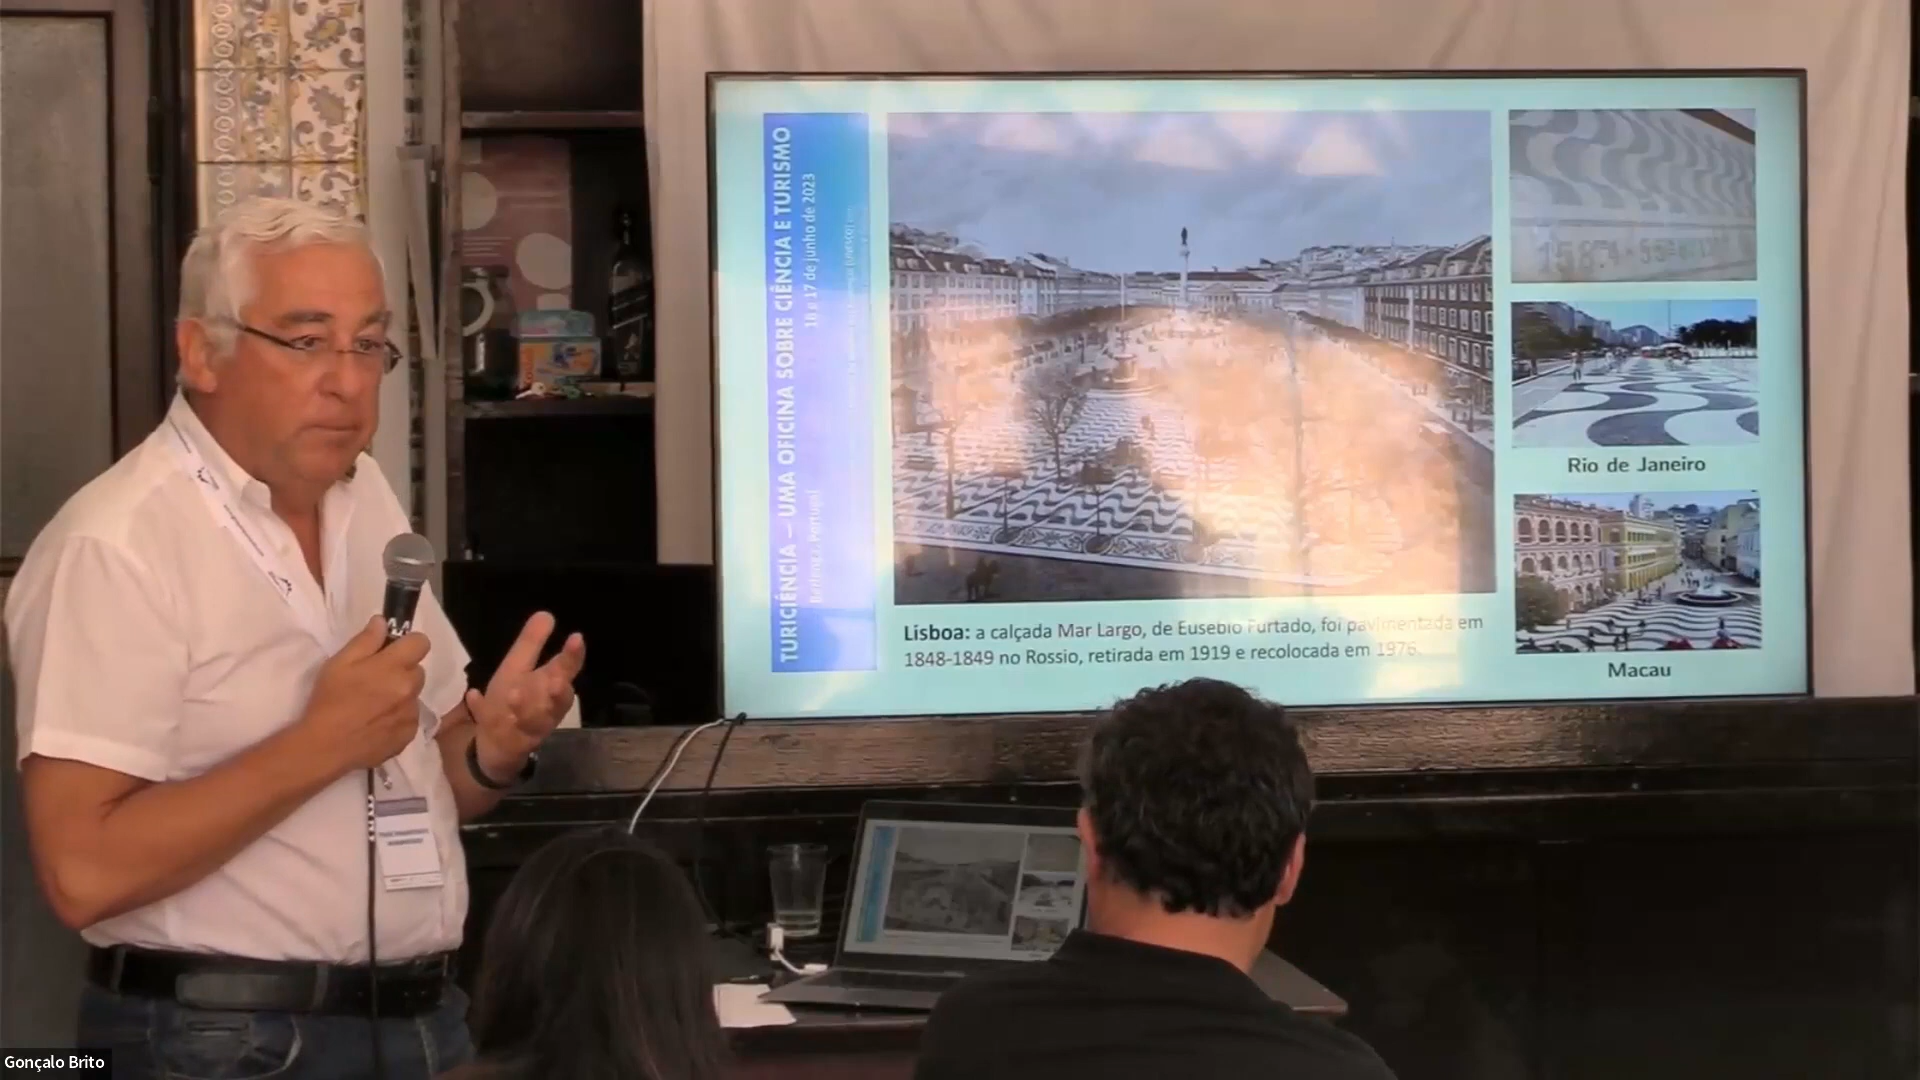 TURICIÊNCIA – UMA OFICINA SOBRE CIÊNCIA E TURISMO
16 e 17 de junho de 2023
Portugal
Rio de Janeiro
Macau
Lisboa: a calçada Mar Largo, de Eusébio Furtado, foi pavimentada em
1848-1849 no Rossio, retirada em 1919 e recolocada em 1976.
Gonçalo Brito